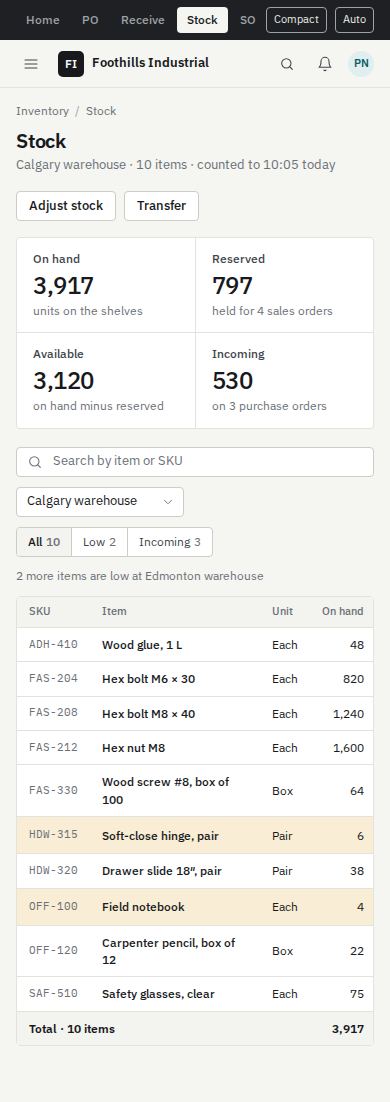 Home PO Receive Stock SO Compact Auto
FI Foothills Industrial PN
Inventory / Stock
Stock
Calgary warehouse · 10 items · counted to 10:05 today
Adjust stock Transfer
On hand Reserved
3,917 797
units on the shelves held for 4 sales orders
Available Incoming
3,120 530
on hand minus reserved on 3 purchase orders
Search by item or SKU
Calgary warehouse
All 10 Low 2 Incoming 3
2 more items are low at Edmonton warehouse
SKU Item Unit On hand
ADH-410 Wood glue, 1 L Each 48
FAS-204 Hex bolt M6 × 30 Each 820
FAS-208 Hex bolt M8 × 40 Each 1,240
FAS-212 Hex nut M8 Each 1,600
FAS-330 Wood screw #8, box of 100 Box 64
HDW-315 Soft-close hinge, pair Pair 6
HDW-320 Drawer slide 18″, pair Pair 38
OFF-100 Field notebook Each 4
OFF-120 Carpenter pencil, box of 12 Box 22
SAF-510 Safety glasses, clear Each 75
Total · 10 items 3,917